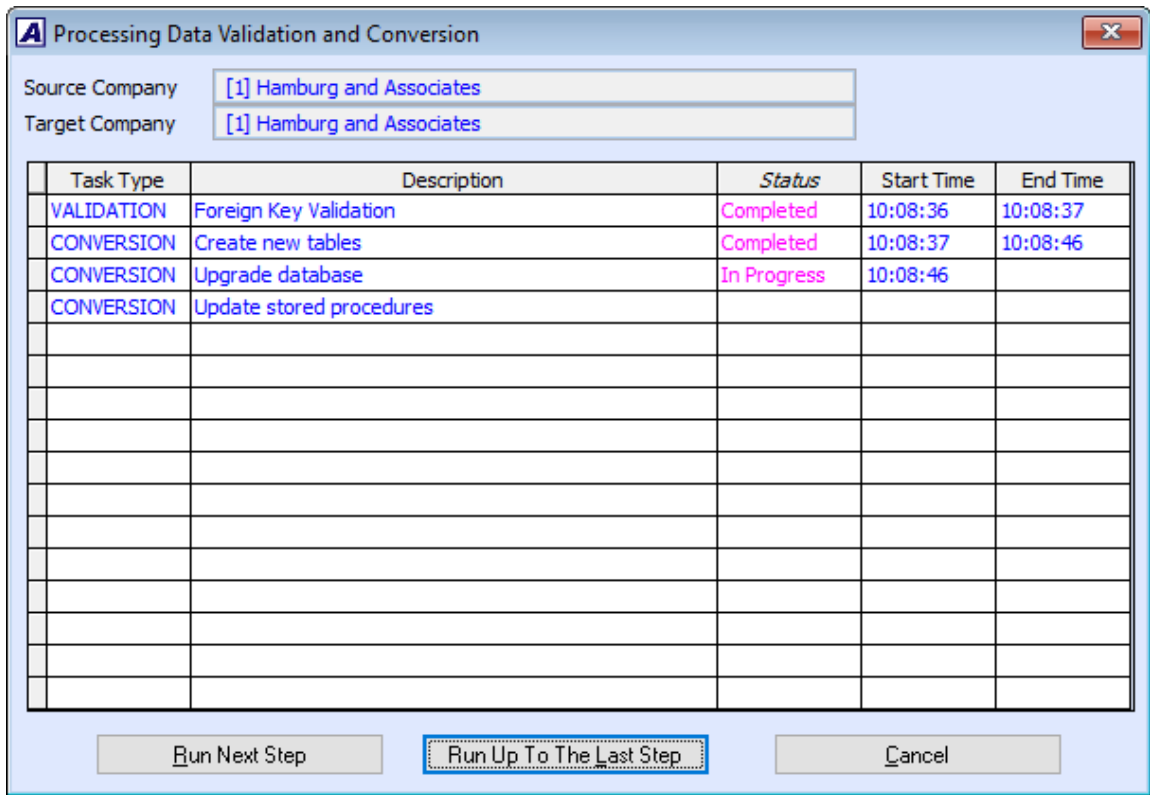 A Processing Data Validation and Conversion
Source Company [1] Hamburg and Associates
Target Company [1] Hamburg and Associates
Task Type Description Status Start Time End Time
VALIDATION Foreign Key Validation Completed 10:08:36 10:08:37
CONVERSION Create new tables Completed 10:08:37 10:08:46
CONVERSION Upgrade database In Progress 10:08:46
CONVERSION Update stored procedures
Run Next Step Run Up To The Last Step Cancel